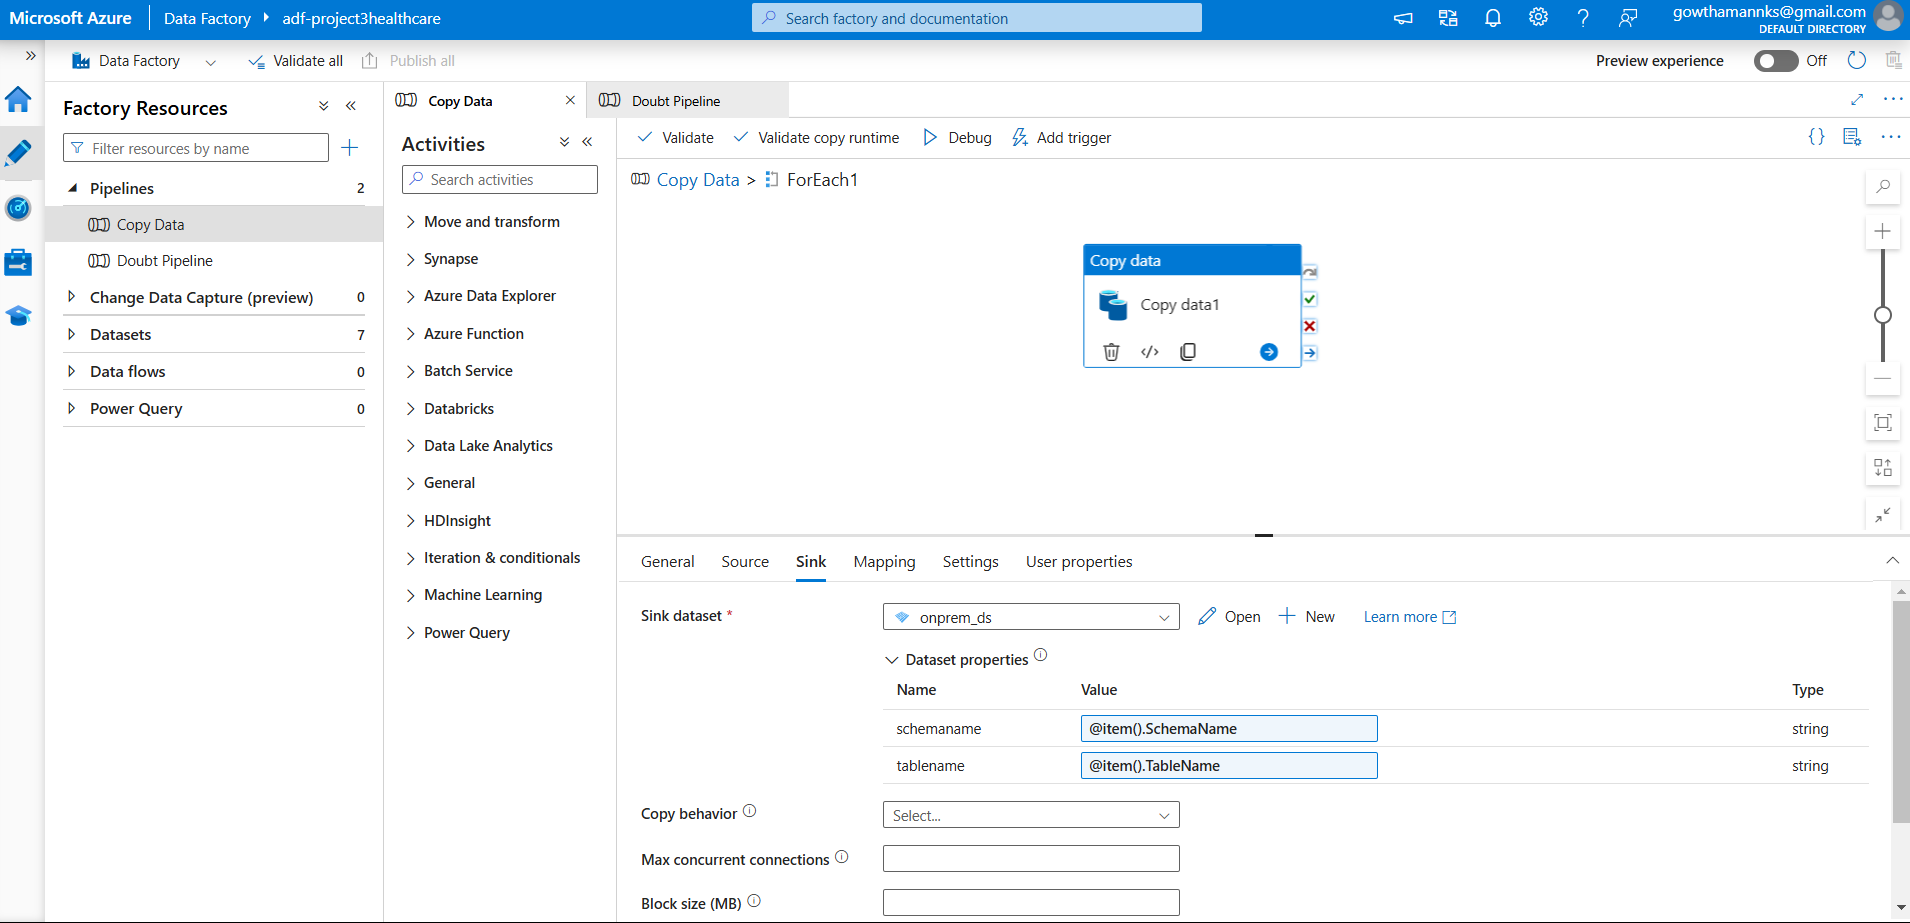 Microsoft Azure
Data Factory
adf-project3healthcare
Search factory and documentation
gowthamannks@gmail.com
DEFAULT DIRECTORY
Data Factory
Validate all
Publish all
Preview experience
Off
Factory Resources
Filter resources by name
Pipelines
2
Copy Data
Doubt Pipeline
Change Data Capture (preview)
0
Datasets
7
Data flows
0
Power Query
0
Copy Data
Doubt Pipeline
Activities
Search activities
Move and transform
Synapse
Azure Data Explorer
Azure Function
Batch Service
Databricks
Data Lake Analytics
General
HDInsight
Iteration & conditionals
Machine Learning
Power Query
Validate
Validate copy runtime
Debug
Add trigger
Copy Data > ForEach1
Copy data
Copy data1
General
Source
Sink
Mapping
Settings
User properties
Sink dataset *
onprem_ds
Open
New
Learn more
Dataset properties
Name
Value
Type
schemaname
@item().SchemaName
string
tablename
@item().TableName
string
Copy behavior
Select...
Max concurrent connections
Block size (MB)